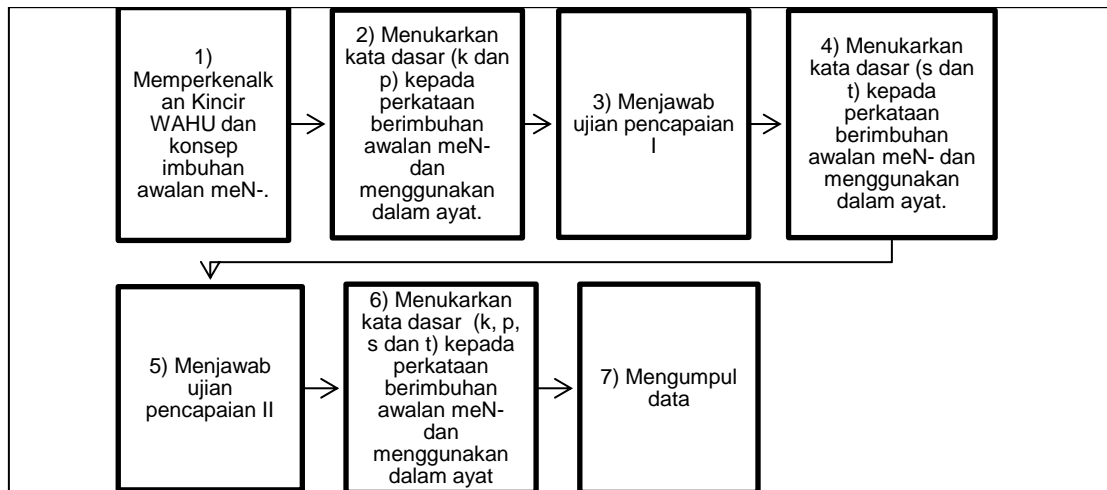 1)
Memperkenalk
an Kincir
WAHU dan
konsep
imbuhan
awalan meN-.
2) Menukarkan
kata dasar (k dan
p) kepada
perkataan
berimbuhan
awalan meN-
dan
menggunakan
dalam ayat.
3) Menjawab
ujian pencapaian
I
4) Menukarkan
kata dasar (s dan
t) kepada
perkataan
berimbuhan
awalan meN- dan
menggunakan
dalam ayat.
5) Menjawab
ujian
pencapaian II
6) Menukarkan
kata dasar (k, p,
s dan t) kepada
perkataan
berimbuhan
awalan meN-
dan
menggunakan
dalam ayat
7) Mengumpul
data